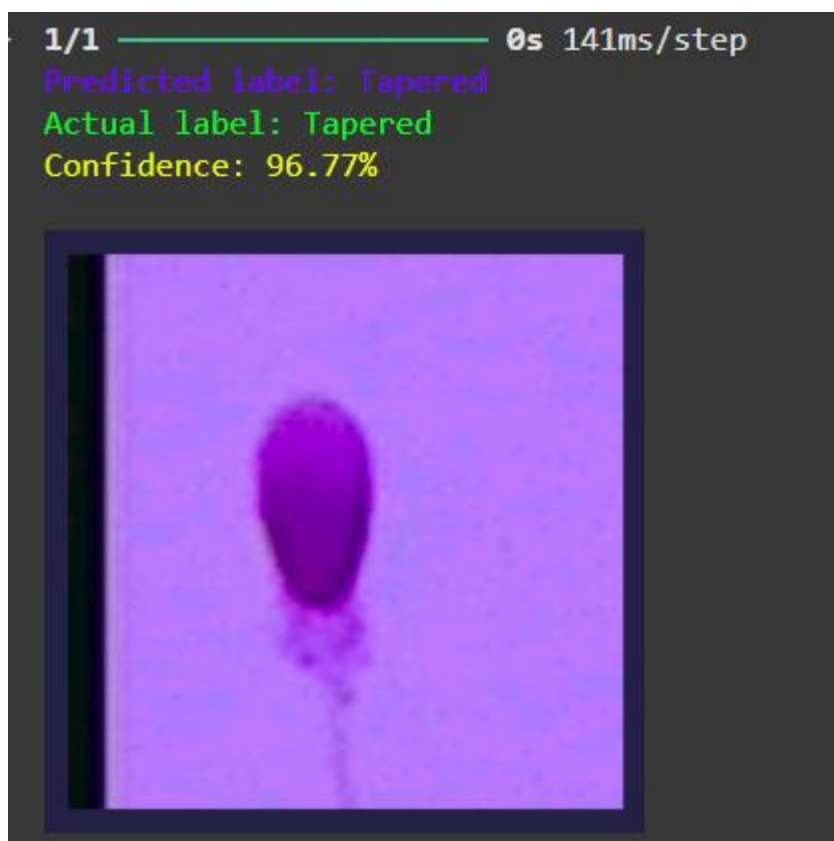 1/1 0s 141ms/step
Predicted label: Tapered
Actual label: Tapered
Confidence: 96.77%